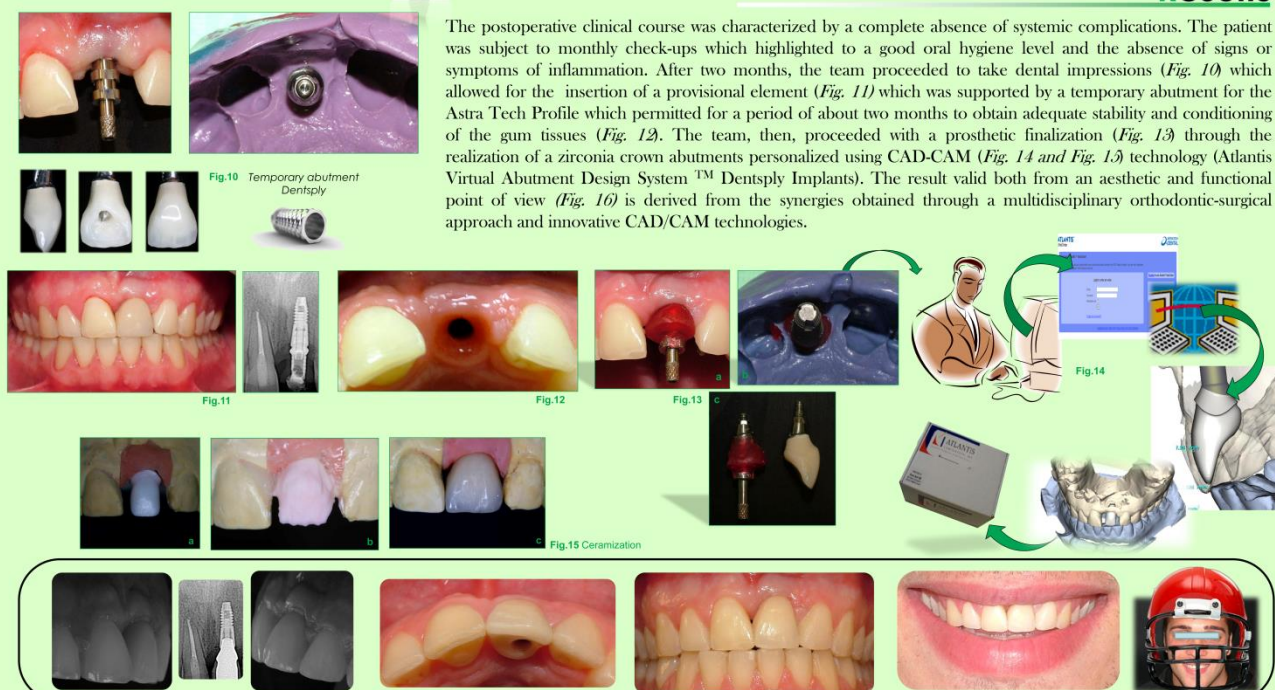 The postoperative clinical course was characterized by a complete absence of systemic complications. The patient
was subject to monthly check-ups which highlighted to a good oral hygiene level and the absence of signs or
symptoms of inflammation. After two months, the team proceeded to take dental impressions (Fig. 10) which
allowed for the insertion of a provisional element (Fig. 11) which was supported by a temporary abutment for the
Astra Tech Profile which permitted for a period of about two months to obtain adequate stability and conditioning
of the gum tissues (Fig. 12). The team, then, proceeded with a prosthetic finalization (Fig. 13) through the
realization of a zirconia crown abutments personalized using CAD-CAM (Fig. 14 and Fig. 15) technology (Atlantis
Virtual Abutment Design System ™ Dentsply Implants). The result valid both from an aesthetic and functional
point of view (Fig. 16) is derived from the synergies obtained through a multidisciplinary orthodontic-surgical
approach and innovative CAD/CAM technologies.
Fig.10 Temporary abutment
Dentsply
Fig.11
Fig.12
a
b
Fig.13
c
Fig.14
ATLANTIS
a
b
c
Fig.15 Ceramization